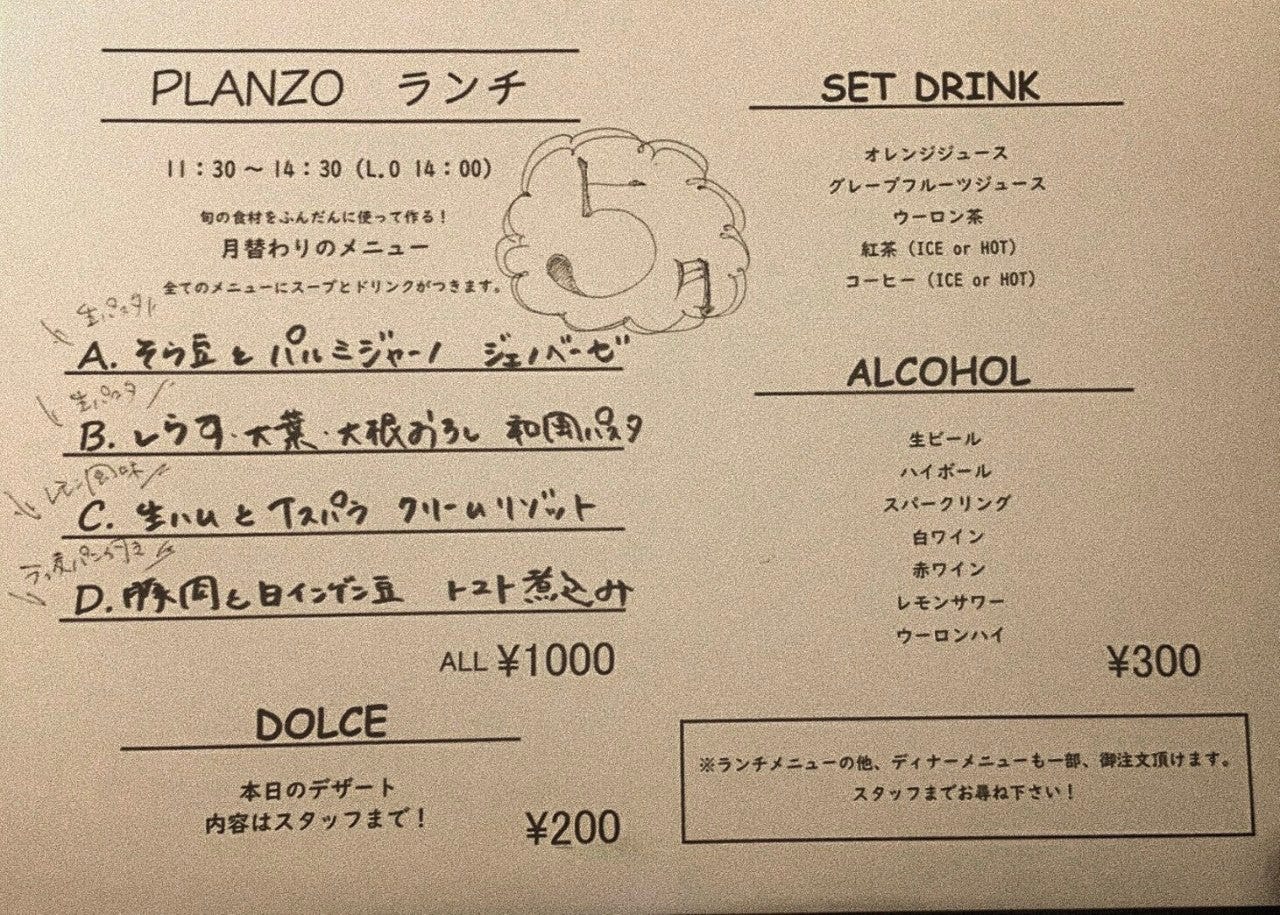 PLANZO ランチ
11：30～14：30（L.O 14：00）
旬の食材をふんだんに使って作る！
月替わりのメニュー
全てのメニューにスープとドリンクがつきます。
5月
生パスタ
A. そら豆とパルミジャーノ ジェノベーゼ
生パスタ
B. しらす・大葉・大根おろし 和風パスタ
レモン風味
C. 生ハムとアスパラ クリームリゾット
ライ麦パン付き
D. 豚肉と白インゲン豆 トマト煮込み
ALL ¥1000
DOLCE
本日のデザート
内容はスタッフまで！
¥200
SET DRINK
オレンジジュース
グレープフルーツジュース
ウーロン茶
紅茶（ICE or HOT）
コーヒー（ICE or HOT）
ALCOHOL
生ビール
ハイボール
スパークリング
白ワイン
赤ワイン
レモンサワー
ウーロンハイ
¥300
※ランチメニューの他、ディナーメニューも一部、御注文頂けます。
スタッフまでお尋ね下さい！